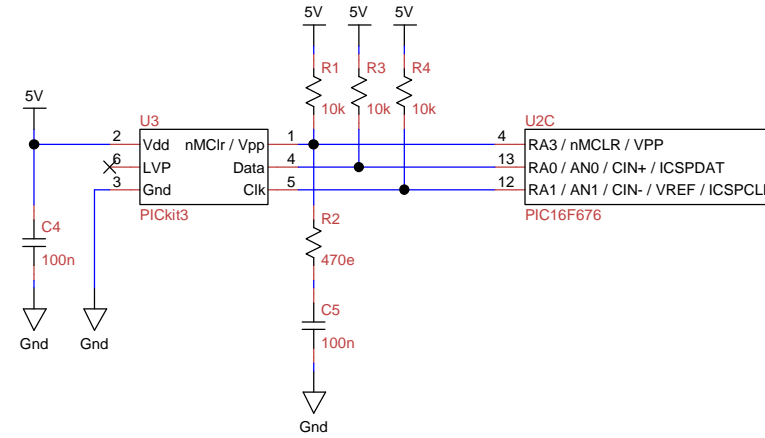 5V
5V
5V
R1
R3
R4
10k
10k
10k
5V
U3
2
Vdd
nMClr / Vpp
1
6
LVP
Data
4
3
Gnd
Clk
5
PICkit3
U2C
4
RA3 / nMCLR / VPP
13
RA0 / AN0 / CIN+ / ICSPDAT
12
RA1 / AN1 / CIN- / VREF / ICSPCL
PIC16F676
C4
100n
R2
470e
C5
100n
Gnd
Gnd
Gnd